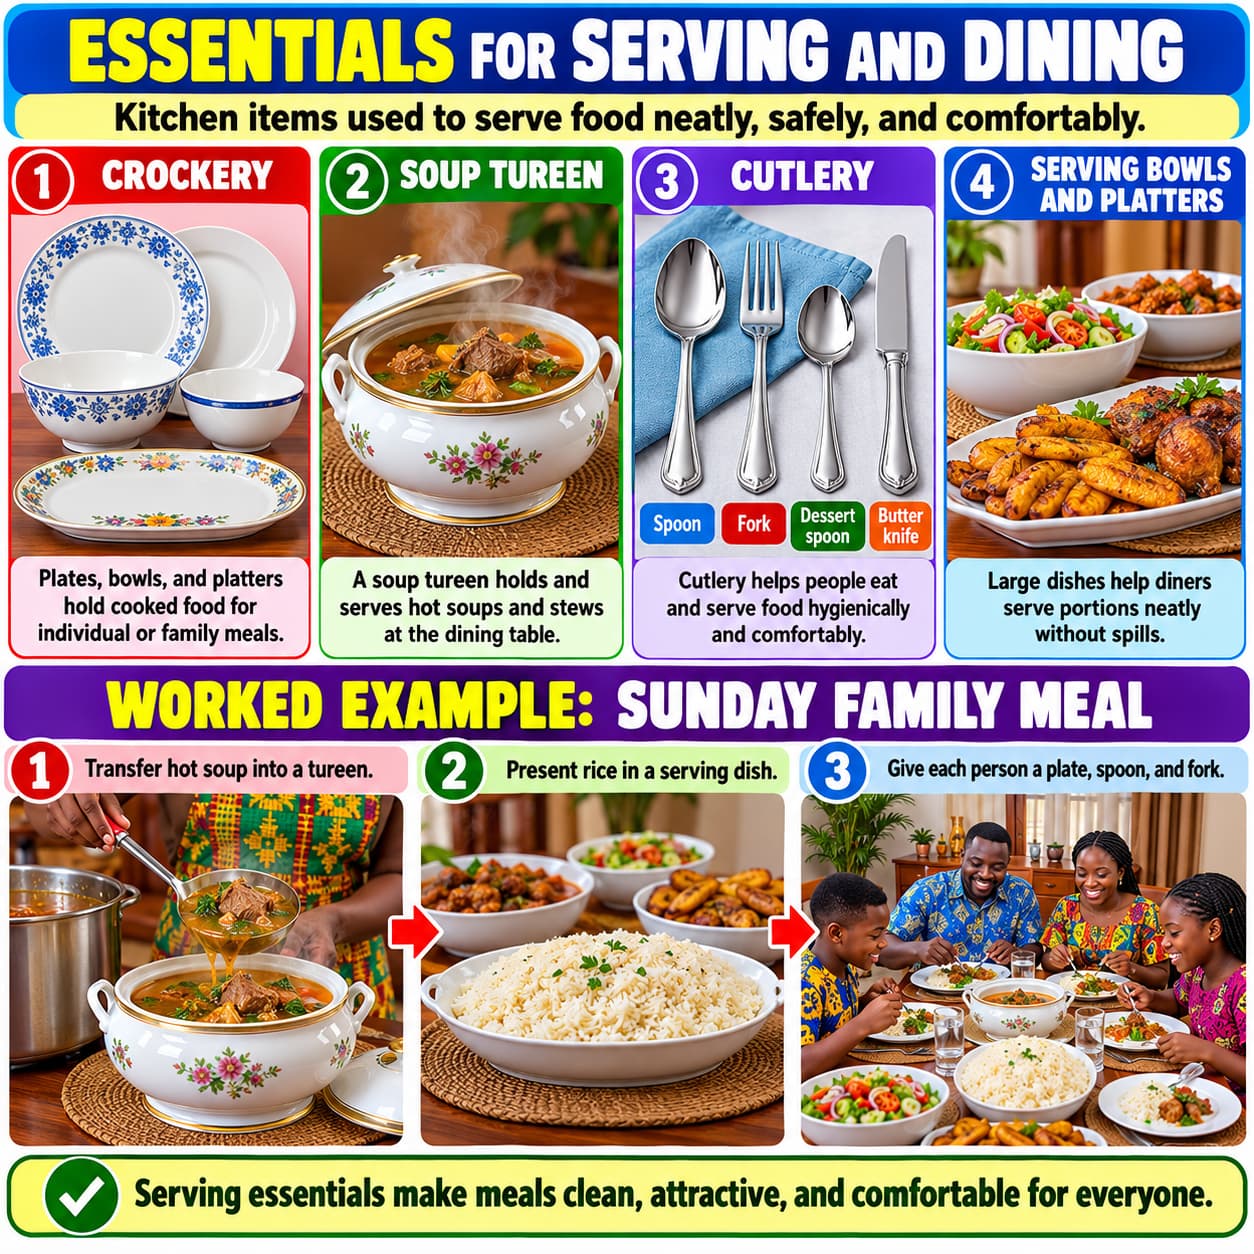 ESSENTIALS FOR SERVING AND DINING
Kitchen items used to serve food neatly, safely, and comfortably.
1 CROCKERY
Plates, bowls, and platters
hold cooked food for
individual or family meals.
2 SOUP TUREEN
A soup tureen holds and
serves hot soups and stews
at the dining table.
3 CUTLERY
Spoon
Fork
Dessert
spoon
Butter
knife
Cutlery helps people eat
and serve food hygienically
and comfortably.
4 SERVING BOWLS
AND PLATTERS
Large dishes help diners
serve portions neatly
without spills.
WORKED EXAMPLE: SUNDAY FAMILY MEAL
1 Transfer hot soup into a tureen.
2 Present rice in a serving dish.
3 Give each person a plate, spoon, and fork.
Serving essentials make meals clean, attractive, and comfortable for everyone.